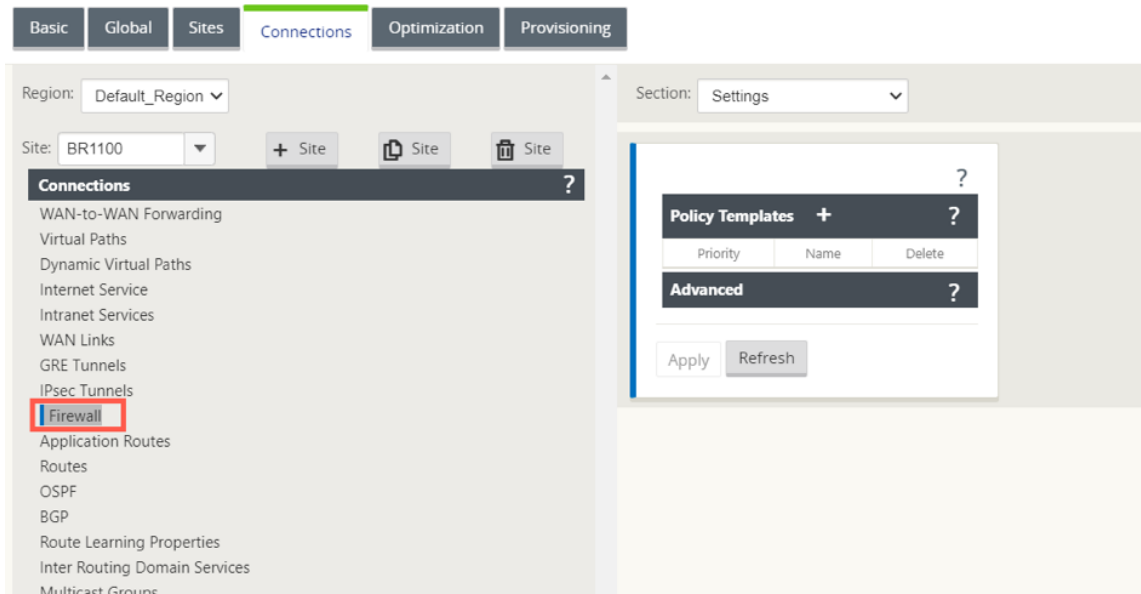 Basic Global Sites Connections Optimization Provisioning
Region: Default_Region
Site: BR1100 + Site Site Site
Connections ?
WAN-to-WAN Forwarding
Virtual Paths
Dynamic Virtual Paths
Internet Service
Intranet Services
WAN Links
GRE Tunnels
IPsec Tunnels
Firewall
Application Routes
Routes
OSPF
BGP
Route Learning Properties
Inter Routing Domain Services
Multicast Groups
Section: Settings
?
Policy Templates + ?
Priority Name Delete
Advanced ?
Apply Refresh